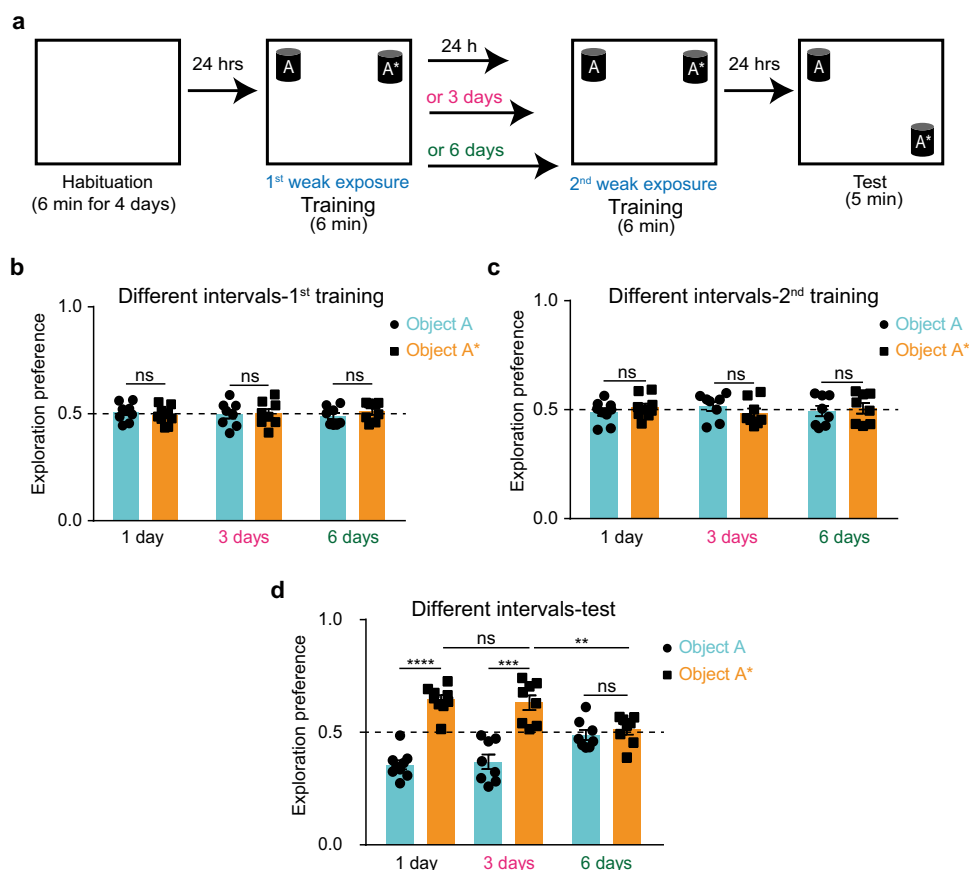 a
24 hrs
24 h
24 hrs
A
A*
A
A*
A
or 3 days
or 6 days
A*
Habituation
(6 min for 4 days)
1st weak exposure
Training
(6 min)
2nd weak exposure
Training
(6 min)
Test
(5 min)
b
Different intervals-1st training
Exploration preference
1.0
0.5
0.0
Object A
Object A*
ns
ns
ns
1 day
3 days
6 days
c
Different intervals-2nd training
Exploration preference
1.0
0.5
0.0
Object A
Object A*
ns
ns
ns
1 day
3 days
6 days
d
Different intervals-test
Exploration preference
1.0
0.5
0.0
Object A
Object A*
ns
**
****
***
ns
1 day
3 days
6 days